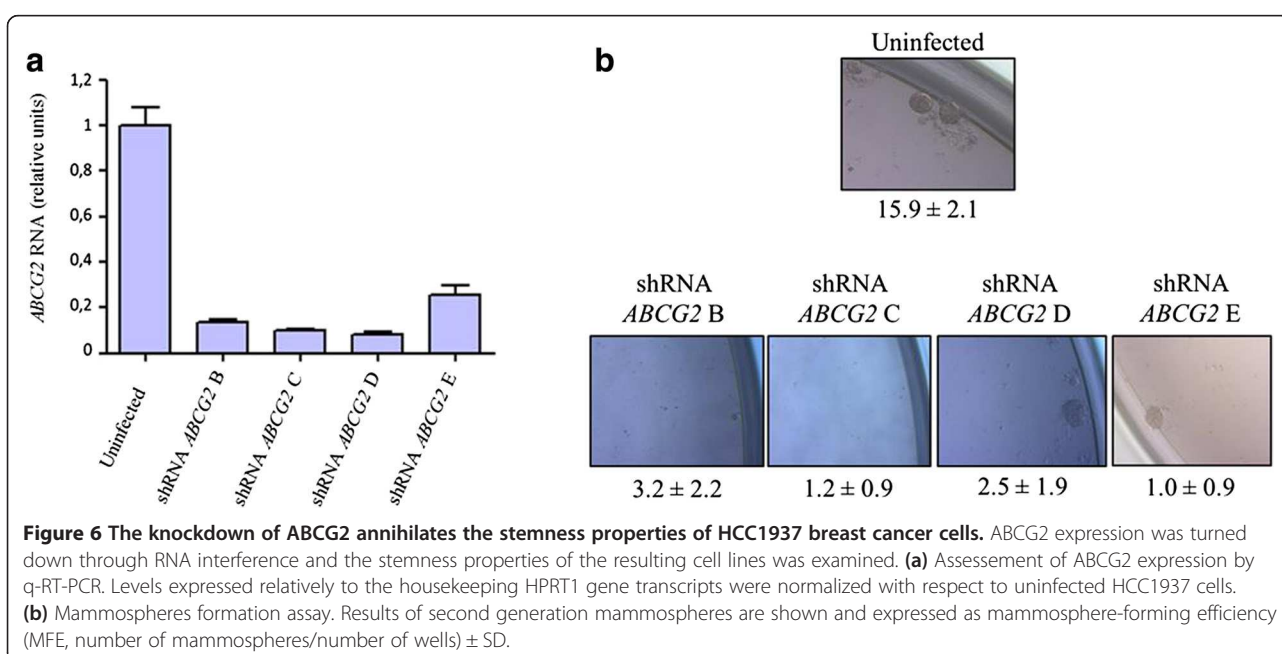 a
1,2
1
0,8
0,6
0,4
0,2
0
ABCG2 RNA (relative units)
Uninfected
shRNA ABCG2 B
shRNA ABCG2 C
shRNA ABCG2 D
shRNA ABCG2 E
b
Uninfected
15.9 ± 2.1
shRNA
ABCG2 B
shRNA
ABCG2 C
shRNA
ABCG2 D
shRNA
ABCG2 E
3.2 ± 2.2
1.2 ± 0.9
2.5 ± 1.9
1.0 ± 0.9
Figure 6 The knockdown of ABCG2 annihilates the stemness properties of HCC1937 breast cancer cells. ABCG2 expression was turned
down through RNA interference and the stemness properties of the resulting cell lines was examined. (a) Assessement of ABCG2 expression by
q-RT-PCR. Levels expressed relatively to the housekeeping HPRT1 gene transcripts were normalized with respect to uninfected HCC1937 cells.
(b) Mammospheres formation assay. Results of second generation mammospheres are shown and expressed as mammosphere-forming efficiency
(MFE, number of mammospheres/number of wells) ± SD.